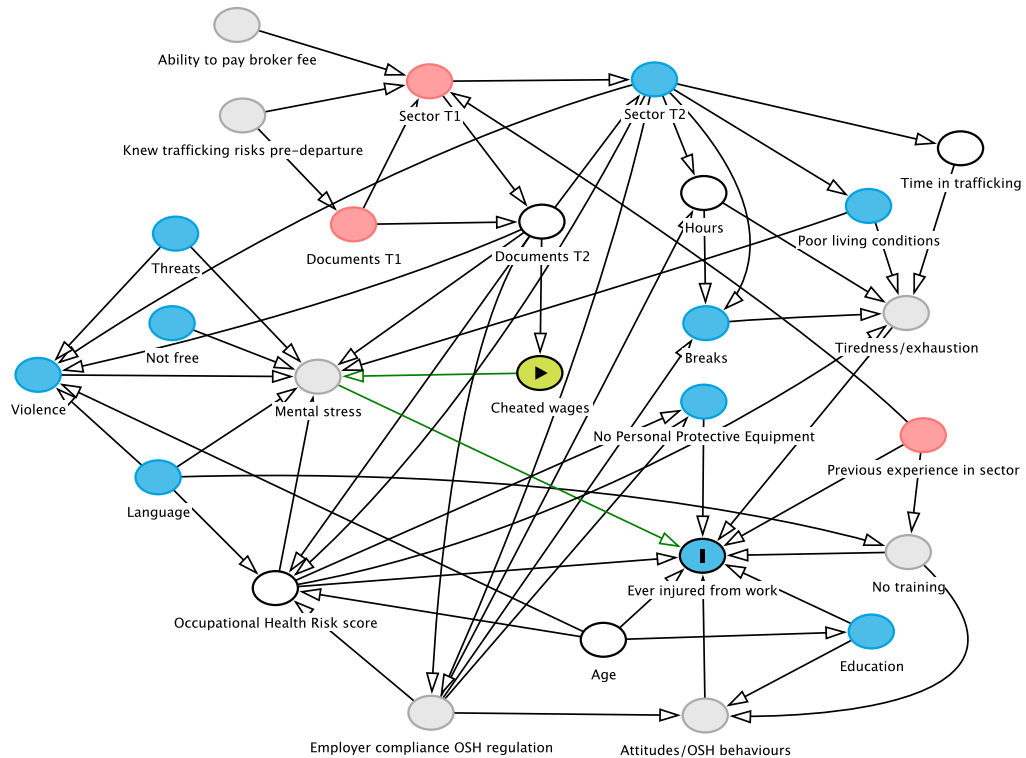 Ability to pay broker fee
Sector T1
Sector T2
Knew trafficking risks pre-departure
Time in trafficking
Hours
Poor living conditions
Documents T1
Documents T2
Threats
Not free
Breaks
Tiredness/exhaustion
Violence
Mental stress
Cheated wages
No Personal Protective Equipment
Previous experience in sector
Language
Ever injured from work
No training
Occupational Health Risk score
Age
Education
Employer compliance OSH regulation
Attitudes/OSH behaviours